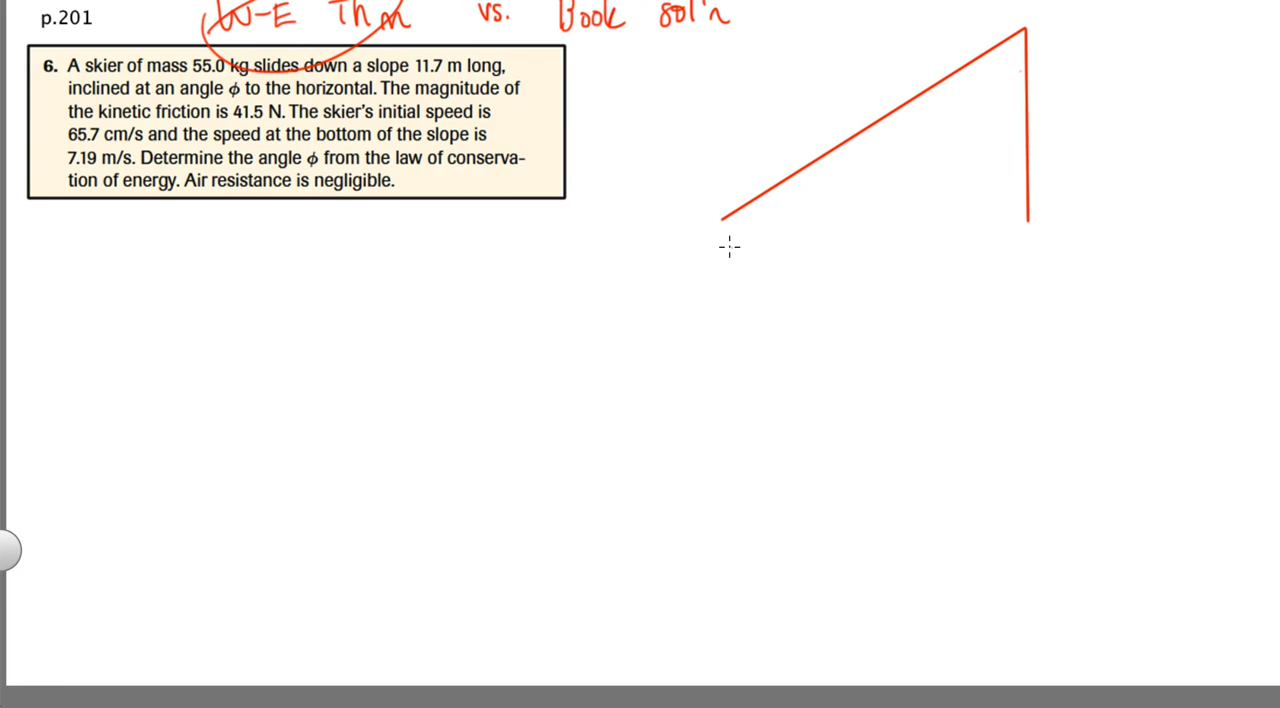 W-E Thm vs. Book sol'n
p.201
6. A skier of mass 55.0 kg slides down a slope 11.7 m long,
inclined at an angle ϕ to the horizontal. The magnitude of
the kinetic friction is 41.5 N. The skier's initial speed is
65.7 cm/s and the speed at the bottom of the slope is
7.19 m/s. Determine the angle ϕ from the law of conserva-
tion of energy. Air resistance is negligible.